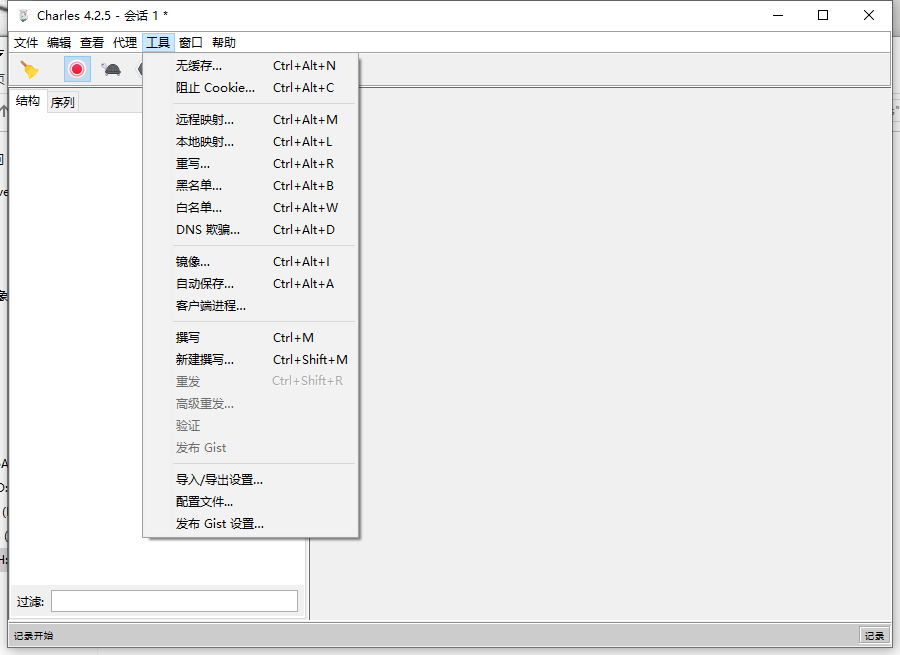 Charles 4.2.5 - 会话 1 *
文件 编辑 查看 代理 工具 窗口 帮助
结构 序列
无缓存... Ctrl+Alt+N
阻止 Cookie... Ctrl+Alt+C
远程映射... Ctrl+Alt+M
本地映射... Ctrl+Alt+L
重写... Ctrl+Alt+R
黑名单... Ctrl+Alt+B
白名单... Ctrl+Alt+W
DNS 欺骗... Ctrl+Alt+D
镜像... Ctrl+Alt+I
自动保存... Ctrl+Alt+A
客户端进程...
撰写 Ctrl+M
新建撰写... Ctrl+Shift+M
重发 Ctrl+Shift+R
高级重发...
验证
发布 Gist
导入/导出设置...
配置文件...
发布 Gist 设置...
过滤:
记录开始 记录